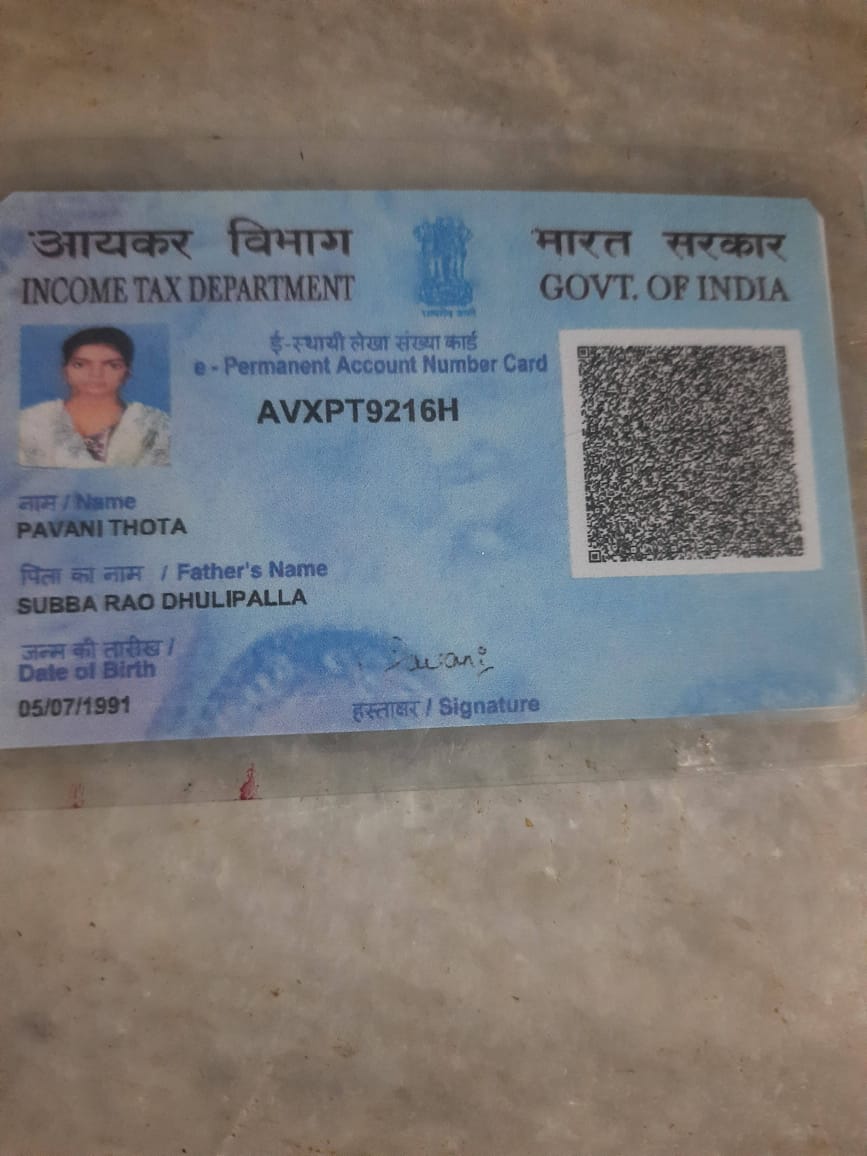 आयकर विभाग
INCOME TAX DEPARTMENT
भारत सरकार
GOVT. OF INDIA
ई-स्थायी लेखा संख्या कार्ड
e - Permanent Account Number Card
AVXPT9216H
नाम / Name
PAVANI THOTA
पिता का नाम / Father's Name
SUBBA RAO DHULIPALLA
जन्म की तारीख /
Date of Birth
05/07/1991
Pavani
हस्ताक्षर / Signature